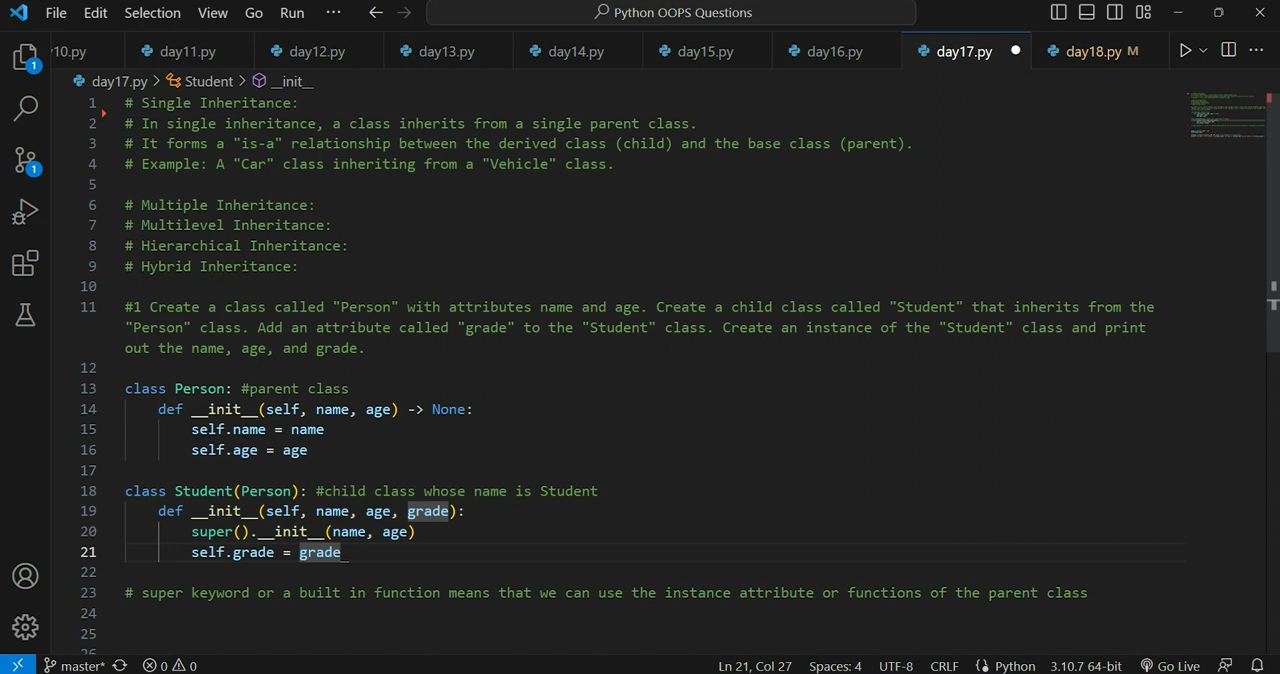 File Edit Selection View Go Run ··· Python OOPS Questions
10.py day11.py day12.py day13.py day14.py day15.py day16.py day17.py day18.py M
day17.py > Student > __init__
1 # Single Inheritance:
2 # In single inheritance, a class inherits from a single parent class.
3 # It forms a "is-a" relationship between the derived class (child) and the base class (parent).
4 # Example: A "Car" class inheriting from a "Vehicle" class.
5
6 # Multiple Inheritance:
7 # Multilevel Inheritance:
8 # Hierarchical Inheritance:
9 # Hybrid Inheritance:
10
11 #1 Create a class called "Person" with attributes name and age. Create a child class called "Student" that inherits from the
"Person" class. Add an attribute called "grade" to the "Student" class. Create an instance of the "Student" class and print
out the name, age, and grade.
12
13 class Person: #parent class
14     def __init__(self, name, age) -> None:
15         self.name = name
16         self.age = age
17
18 class Student(Person): #child class whose name is Student
19     def __init__(self, name, age, grade):
20         super().__init__(name, age)
21         self.grade = grade
22
23 # super keyword or a built in function means that we can use the instance attribute or functions of the parent class
24
25
26
1
1
master* 0 0 Ln 21, Col 27 Spaces: 4 UTF-8 CRLF Python 3.10.7 64-bit Go Live